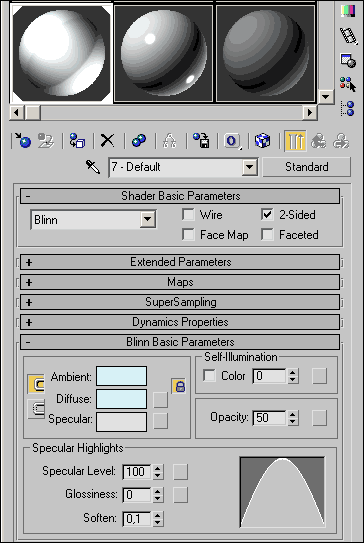 0
7 - Default Standard
- Shader Basic Parameters
Blinn Wire 2-Sided
Face Map Faceted
+ Extended Parameters
+ Maps
+ SuperSampling
+ Dynamics Properties
- Blinn Basic Parameters
Self-Illumination
Ambient: Color 0
Diffuse:
Specular: Opacity: 50
Specular Highlights
Specular Level: 100
Glossiness: 0
Soften: 0,1